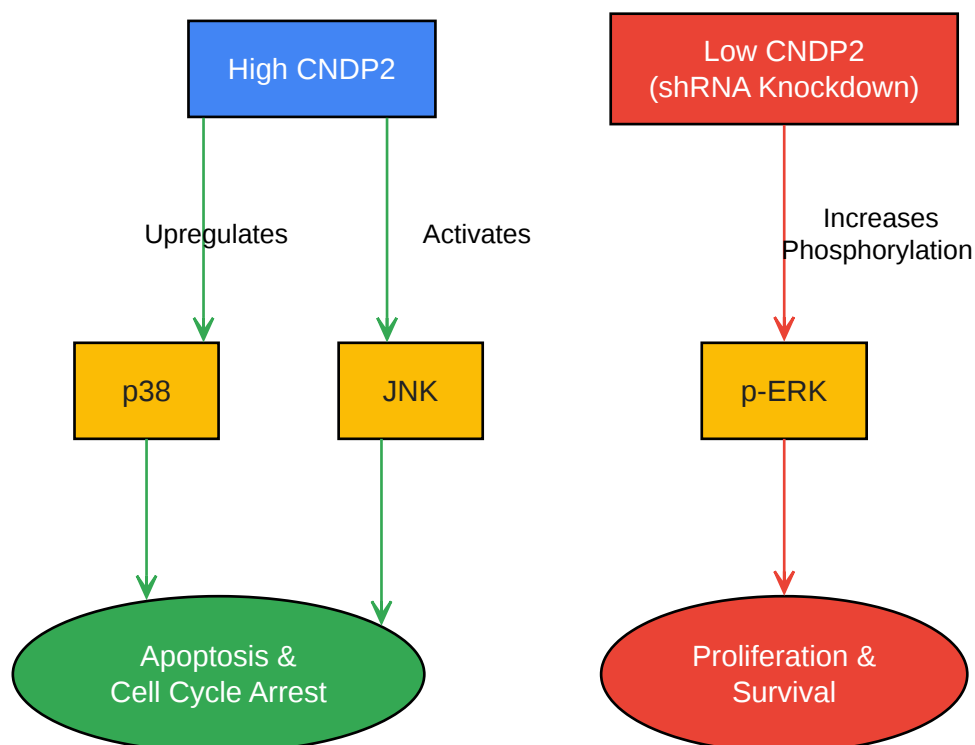 High CNDP2
Low CNDP2
(shRNA Knockdown)
Upregulates
Activates
Increases
Phosphorylation
p38
JNK
p-ERK
Apoptosis &
Cell Cycle Arrest
Proliferation &
Survival